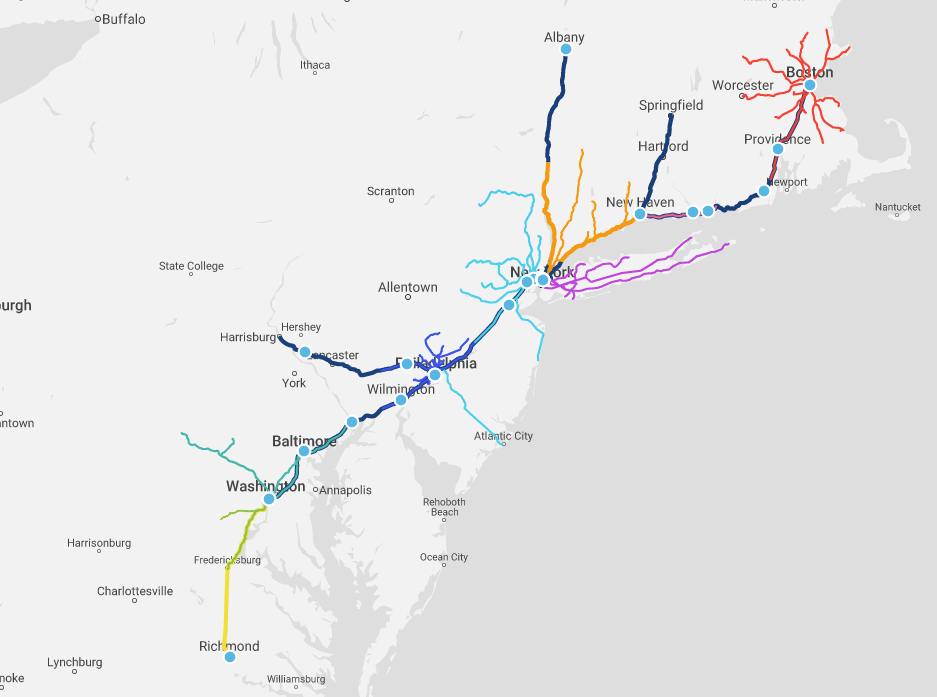 Buffalo
Albany
Ithaca
Boston
Worcester
Springfield
Providence
Hartford
Scranton
Newport
New Haven
Nantucket
State College
New York
Allentown
burgh
Hershey
Harrisburg
Lancaster
Philadelphia
York
Wilmington
ntown
Atlantic City
Baltimore
Washington
Annapolis
Rehoboth
Beach
Harrisonburg
Ocean City
Fredericksburg
Charlottesville
Richmond
Lynchburg
noke
Williamsburg